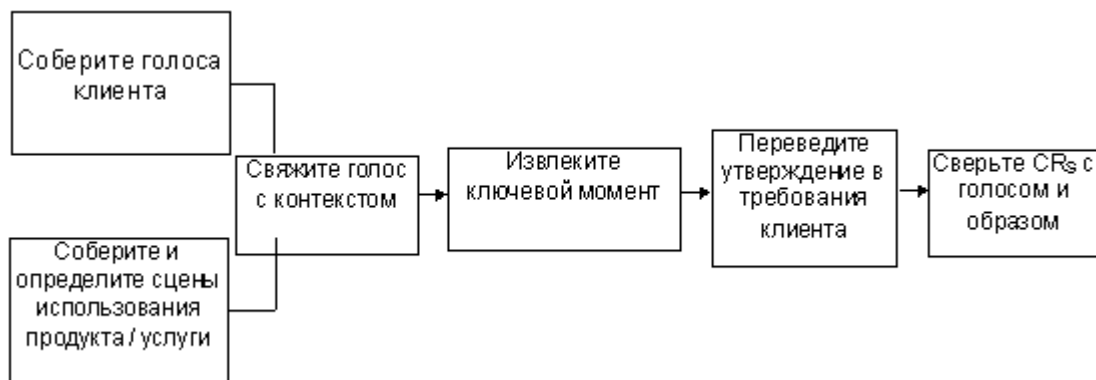 Соберите голоса
клиента
Соберите и
определите сцены
использования
продукта / услуги
Свяжите голос
с контекстом
Извлеките
ключевой момент
Переведите
утверждение в
требования
клиента
Сверьте CRs с
голосом и
образом